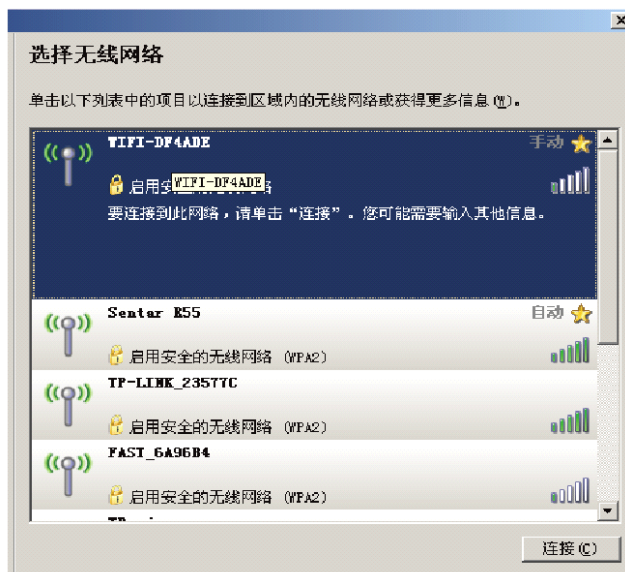 选择无线网络
单击以下列表中的项目以连接到区域内的无线网络或获得更多信息(W)。
WIFI-DF4ADE
手动
启用安
WIFI-DF4ADE
要连接到此网络，请单击“连接”。您可能需要输入其他信息。
Sentar R55
自动
启用安全的无线网络 (WPA2)
TP-LINK_23577C
启用安全的无线网络 (WPA2)
FAST_6A96B4
启用安全的无线网络 (WPA2)
连接(C)